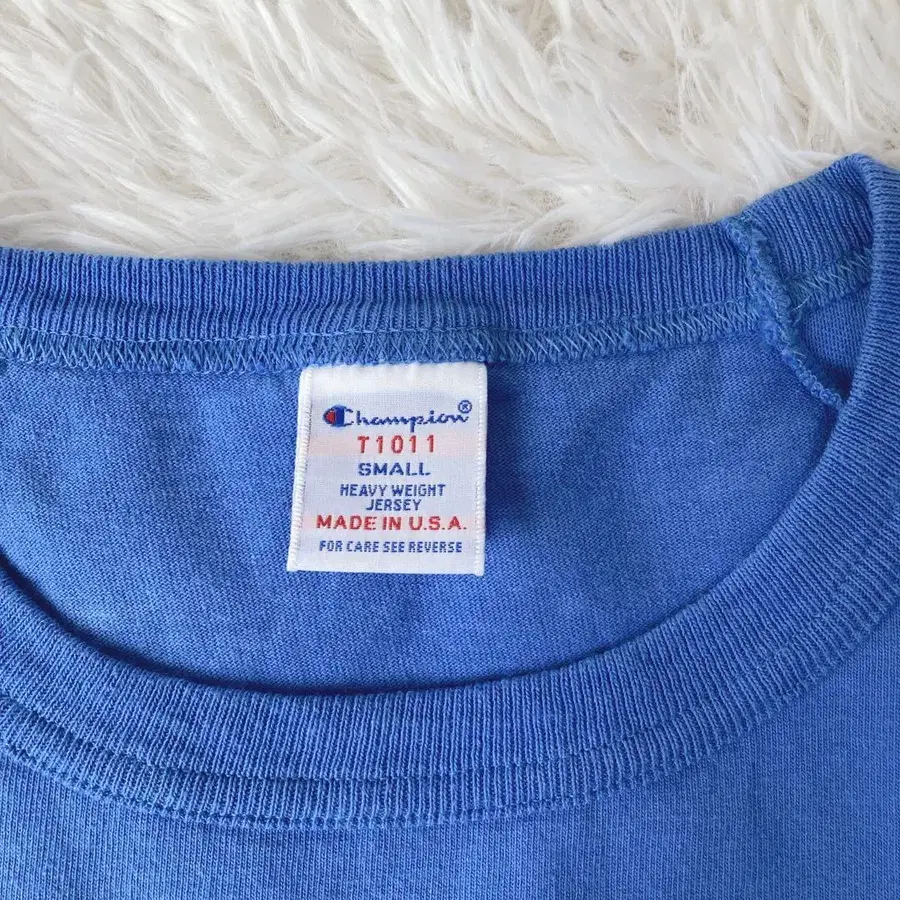 Champion®
T1011
SMALL
HEAVY WEIGHT
JERSEY
MADE IN U.S.A.
FOR CARE SEE REVERSE